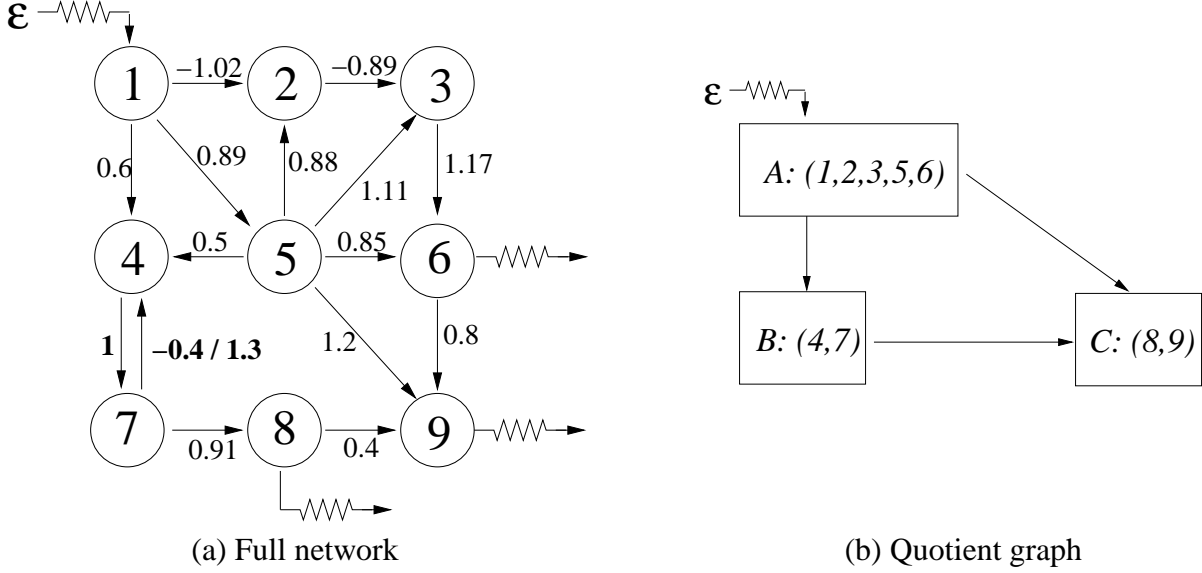 ε
1
−1.02
2
−0.89
3
0.6
0.89
0.88
1.11
1.17
4
0.5
5
0.85
6
1
−0.4 / 1.3
1.2
0.8
7
0.91
8
0.4
9
(a) Full network
ε
A: (1,2,3,5,6)
B: (4,7)
C: (8,9)
(b) Quotient graph